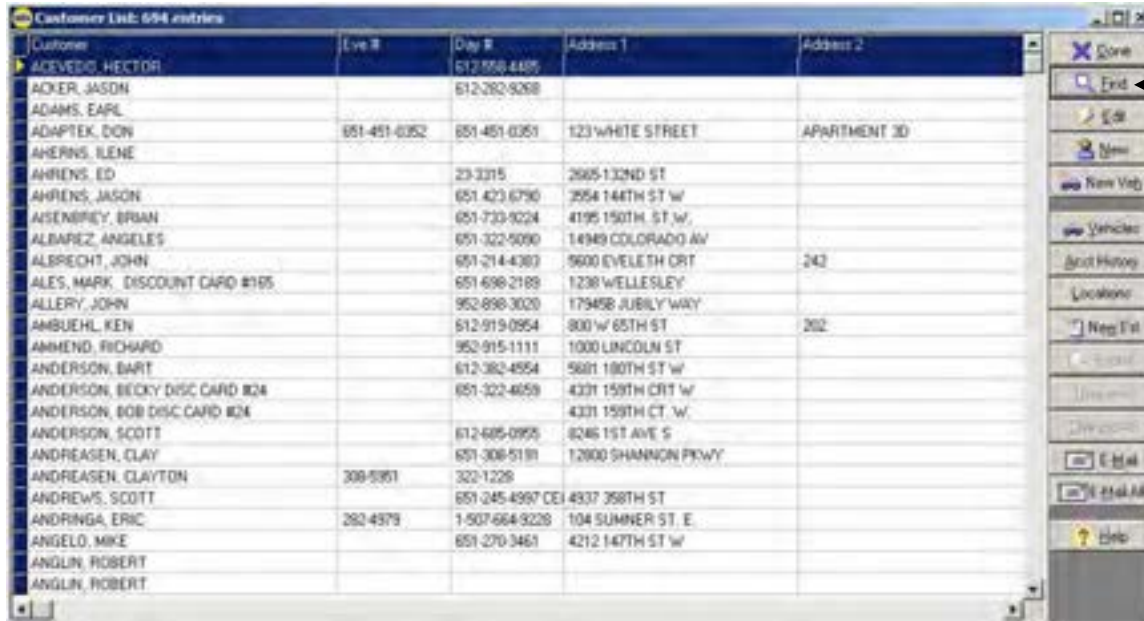 Customer List: 694 entries
Customer Eve # Day # Address 1 Address 2
ACEVEDO, HECTOR 612-558-4485
ACKER, JASON 612-282-9268
ADAMS, EARL
ADAPTEK, DON 651-451-0352 651-451-0351 123 WHITE STREET APARTMENT 3D
AHERNS, ILENE
AHRENS, ED 23-3315 2665-132ND ST
AHRENS, JASON 651.423.6790 3554 144TH ST W
AISENBREY, BRIAN 651-733-9224 4195 150TH. ST.W.
ALBAREZ, ANGELES 651-322-5090 14949 COLORADO AV
ALBRECHT, JOHN 651-214-4383 5600 EVELETH CRT 242
ALES, MARK DISCOUNT CARD #165 651-698-2189 1238 WELLESLEY
ALLERY, JOHN 952-898-3020 17945B JUBILY WAY
AMBUEHL, KEN 612-919-0954 800 W 65TH ST 202
AMMEND, RICHARD 952-915-1111 1000 LINCOLN ST
ANDERSON, BART 612-382-4554 5681 180TH ST W
ANDERSON, BECKY DISC CARD #24 651-322-4659 4331 159TH CRT W
ANDERSON, BOB DISC.CARD #24 4331 159TH CT. W.
ANDERSON, SCOTT 612-685-0955 8246 1ST AVE S
ANDREASEN, CLAY 651-308-5191 12800 SHANNON PKWY
ANDREASEN, CLAYTON 308-5951 322-1228
ANDREWS, SCOTT 651-245-4997 CEL 4937 358TH ST
ANDRINGA, ERIC 282-4979 1-507-664-9228 104 SUMNER ST. E.
ANGELO, MIKE 651-270-3461 4212 147TH ST W
ANGLIN, ROBERT
ANGLIN, ROBERT
Done
Find
Edit
New
New Veh
Vehicles
Acct History
Locations
New Est
E-Mail
E-Mail All
Help